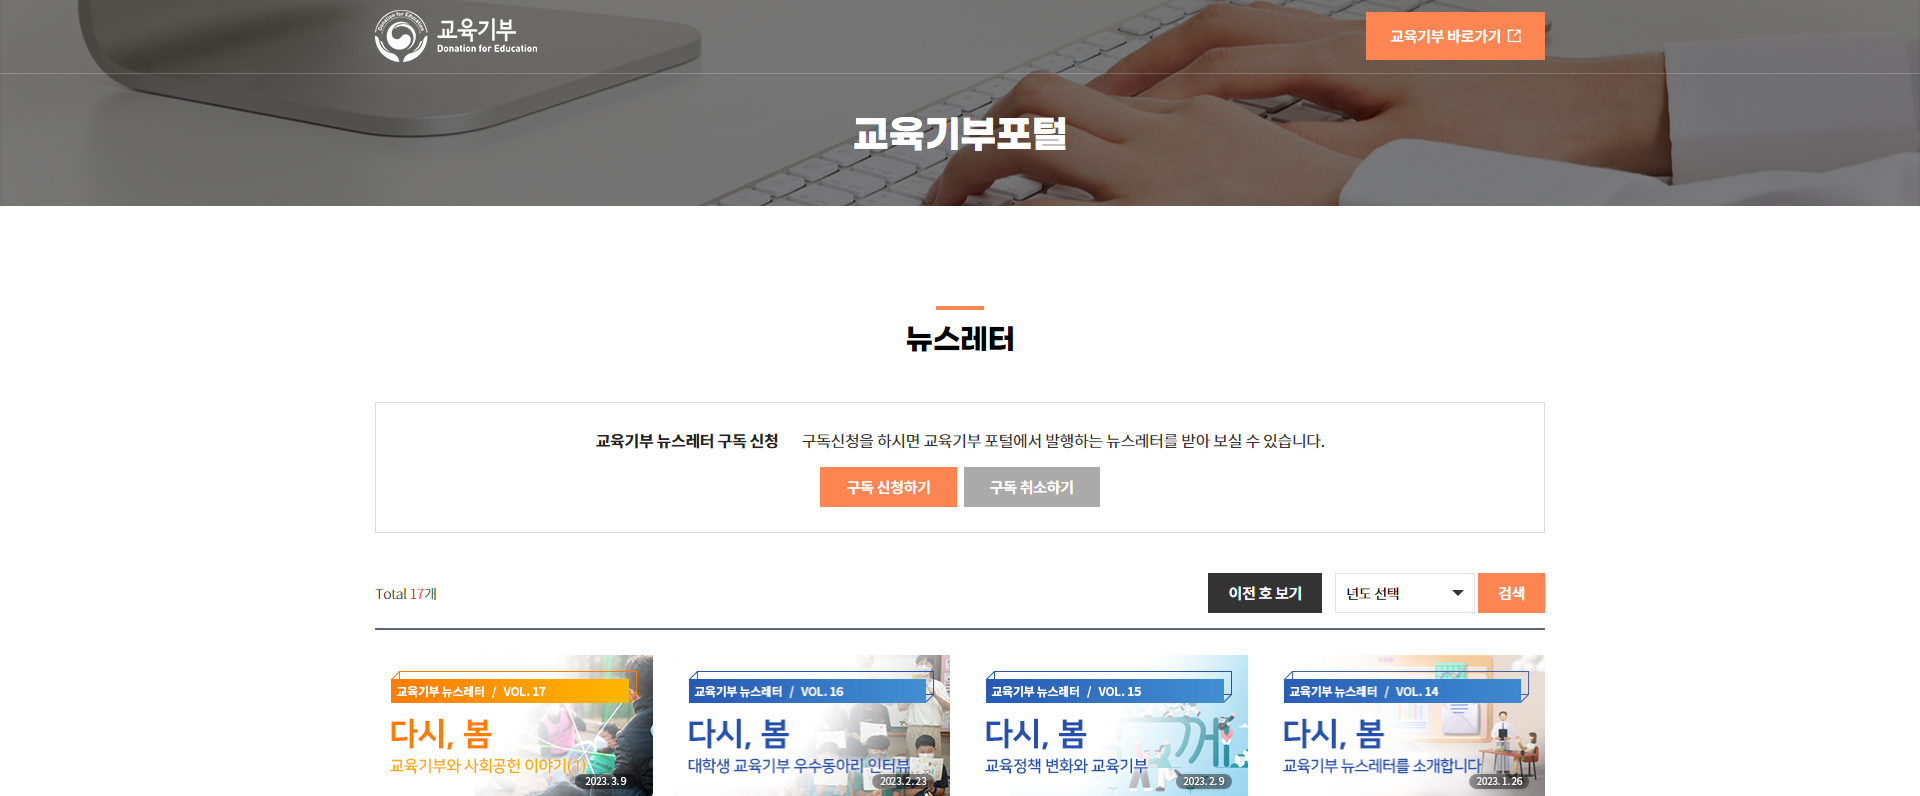 교육기부
Donation for Education
교육기부 바로가기
교육기부포털
뉴스레터
교육기부 뉴스레터 구독 신청 구독신청을 하시면 교육기부 포털에서 발행하는 뉴스레터를 받아 보실 수 있습니다.
구독 신청하기 구독 취소하기
Total 17개
이전 호 보기 년도 선택 검색
교육기부 뉴스레터 / VOL. 17
다시, 봄
교육기부와 사회공헌 이야기(1)
2023. 3. 9
교육기부 뉴스레터 / VOL. 16
다시, 봄
대학생 교육기부 우수동아리 인터뷰
2023. 2. 23
교육기부 뉴스레터 / VOL. 15
다시, 봄
교육정책 변화와 교육기부
2023. 2. 9
께
교육기부 뉴스레터 / VOL. 14
다시, 봄
교육기부 뉴스레터를 소개합니다
2023. 1. 26